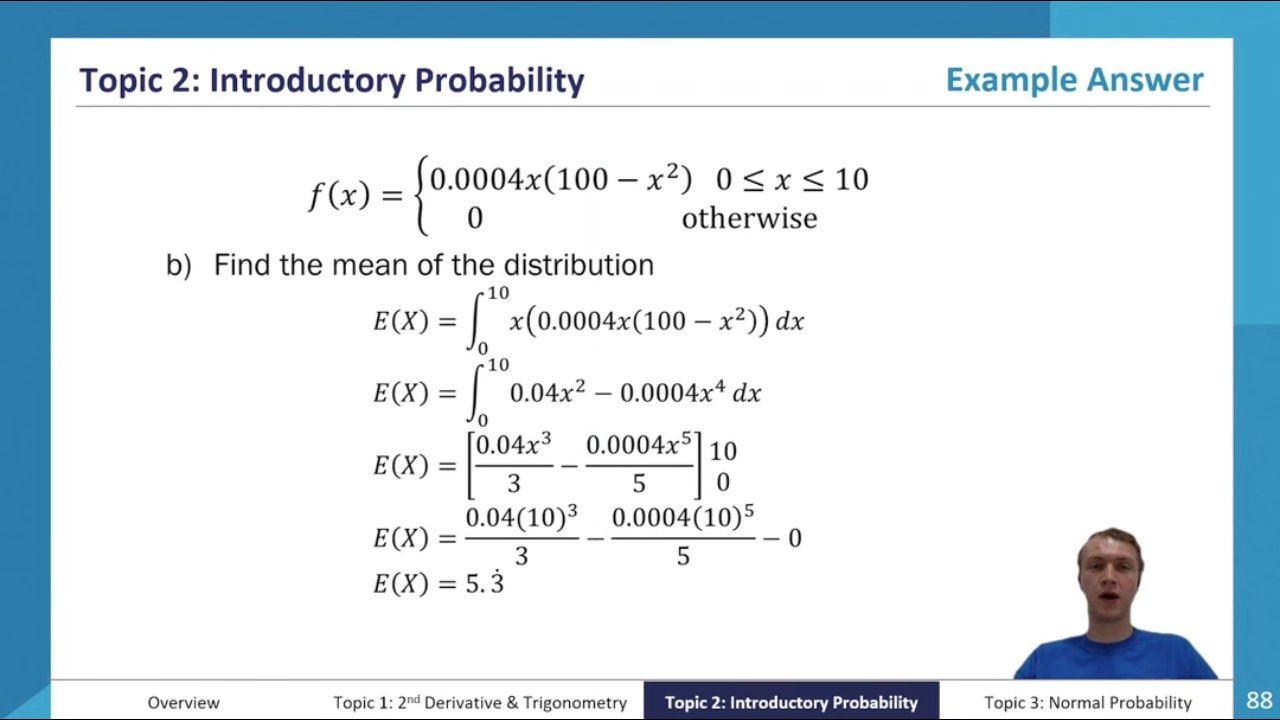 Topic 2: Introductory Probability
Example Answer
f(x) = {0.0004x(100 − x²) 0 ≤ x ≤ 10
0 otherwise
b) Find the mean of the distribution
E(X) = ∫₀¹⁰ x(0.0004x(100 − x²)) dx
E(X) = ∫₀¹⁰ 0.04x² − 0.0004x⁴ dx
E(X) = [0.04x³/3 − 0.0004x⁵/5] 10 0
E(X) = 0.04(10)³/3 − 0.0004(10)⁵/5 − 0
E(X) = 5.3̇
Overview
Topic 1: 2nd Derivative & Trigonometry
Topic 2: Introductory Probability
Topic 3: Normal Probability
88